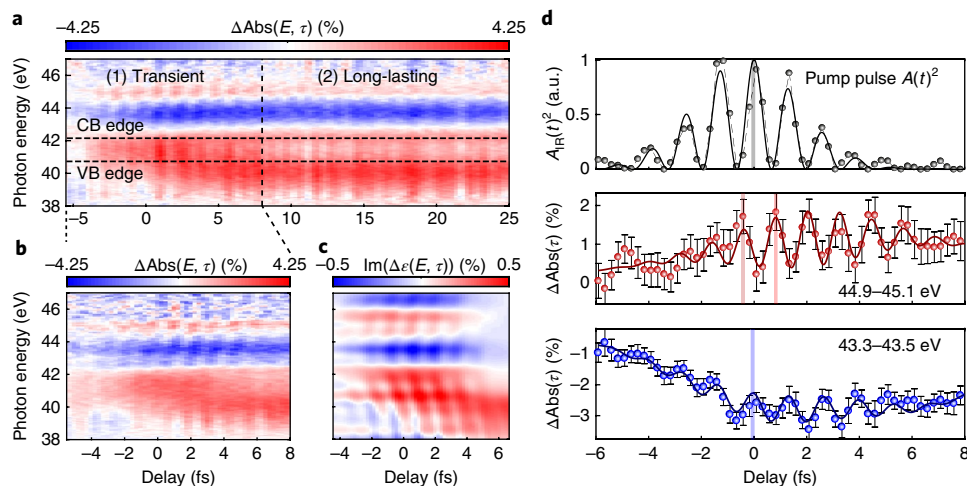 a
−4.25 ΔAbs(E, τ) (%) 4.25
Photon energy (eV)
46
44
42
40
38
(1) Transient
(2) Long-lasting
CB edge
VB edge
−5 0 5 10 15 20 25
Delay (fs)
b
−4.25 ΔAbs(E, τ) (%) 4.25
Photon energy (eV)
46
44
42
40
38
−4 −2 0 2 4 6 8
Delay (fs)
c
−0.5 Im(Δε(E, τ)) (%) 0.5
−4 −2 0 2 4 6
Delay (fs)
d
A_IR(t)² (a.u.)
1
0.5
0
Pump pulse A(t)²
ΔAbs(τ) (%)
2
1
0
44.9–45.1 eV
ΔAbs(τ) (%)
−1
−2
−3
43.3–43.5 eV
−6 −4 −2 0 2 4 6 8
Delay (fs)